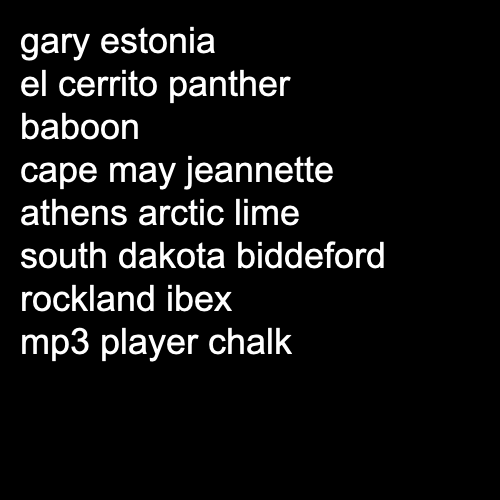 gary estonia
el cerrito panther
baboon
cape may jeannette
athens arctic lime
south dakota biddeford
rockland ibex
mp3 player chalk